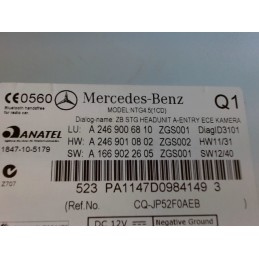 CE0560 Mercedes-Benz Q1
Bluetooth handsfree for radio set
MODEL:NTG4.5(1CD)
Dialog-name: ZB STG HEADUNIT A-ENTRY ECE KAMERA
ANATEL
1847-10-5179
LU: A 246 900 68 10 ZGS001 DiagID3101
HW: A 246 901 08 02 ZGS001 HW11/31
SW: A 166 902 26 05 ZGS001 SW12/40
Z707
523 PA1147D0984149 3
(Ref.No. CQ-JP52F0AEB )
DC 12V Negative Ground